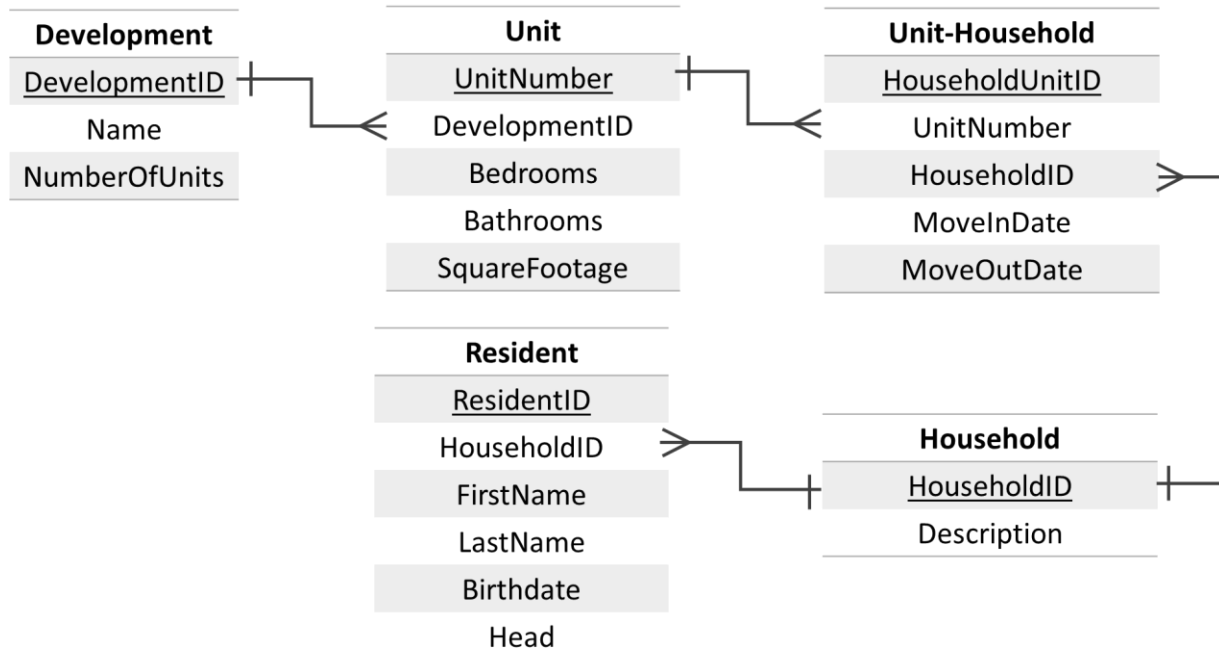 Development
DevelopmentID
Name
NumberOfUnits
Unit
UnitNumber
DevelopmentID
Bedrooms
Bathrooms
SquareFootage
Unit-Household
HouseholdUnitID
UnitNumber
HouseholdID
MoveInDate
MoveOutDate
Resident
ResidentID
HouseholdID
FirstName
LastName
Birthdate
Head
Household
HouseholdID
Description